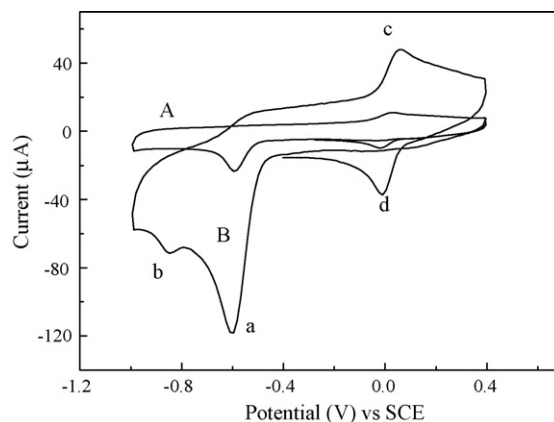 c
40
A
0
Current (μA)
-40
d
B
-80
b
a
-120
-1.2 -0.8 -0.4 0.0 0.4
Potential (V) vs SCE